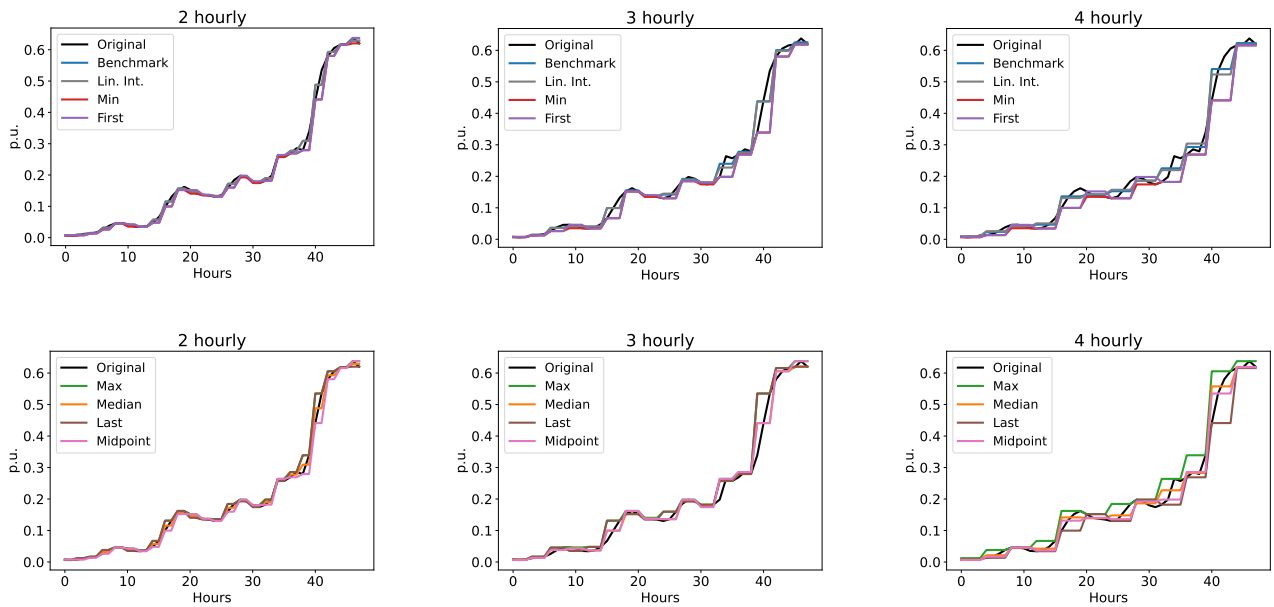 2 hourly
p.u.
0.6
0.5
0.4
0.3
0.2
0.1
0.0
Original
Benchmark
Lin. Int.
Min
First
0 10 20 30 40
Hours
3 hourly
p.u.
0.6
0.5
0.4
0.3
0.2
0.1
0.0
Original
Benchmark
Lin. Int.
Min
First
0 10 20 30 40
Hours
4 hourly
p.u.
0.6
0.5
0.4
0.3
0.2
0.1
0.0
Original
Benchmark
Lin. Int.
Min
First
0 10 20 30 40
Hours
2 hourly
p.u.
0.6
0.5
0.4
0.3
0.2
0.1
0.0
Original
Max
Median
Last
Midpoint
0 10 20 30 40
Hours
3 hourly
p.u.
0.6
0.5
0.4
0.3
0.2
0.1
0.0
Original
Max
Median
Last
Midpoint
0 10 20 30 40
Hours
4 hourly
p.u.
0.6
0.5
0.4
0.3
0.2
0.1
0.0
Original
Max
Median
Last
Midpoint
0 10 20 30 40
Hours